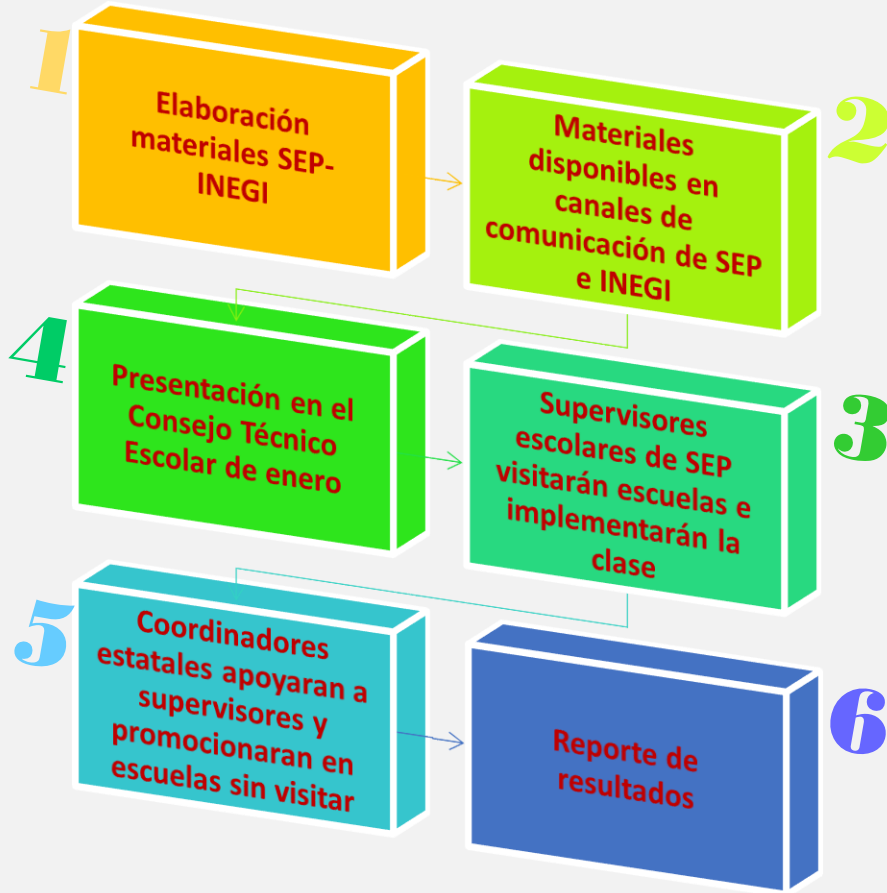 1
Elaboración
materiales SEP-
INEGI
2
Materiales
disponibles en
canales de
comunicación de SEP
e INEGI
4
Presentación en el
Consejo Técnico
Escolar de enero
3
Supervisores
escolares de SEP
visitarán escuelas e
implementarán la
clase
5
Coordinadores
estatales apoyaran a
supervisores y
promocionaran en
escuelas sin visitar
6
Reporte de
resultados